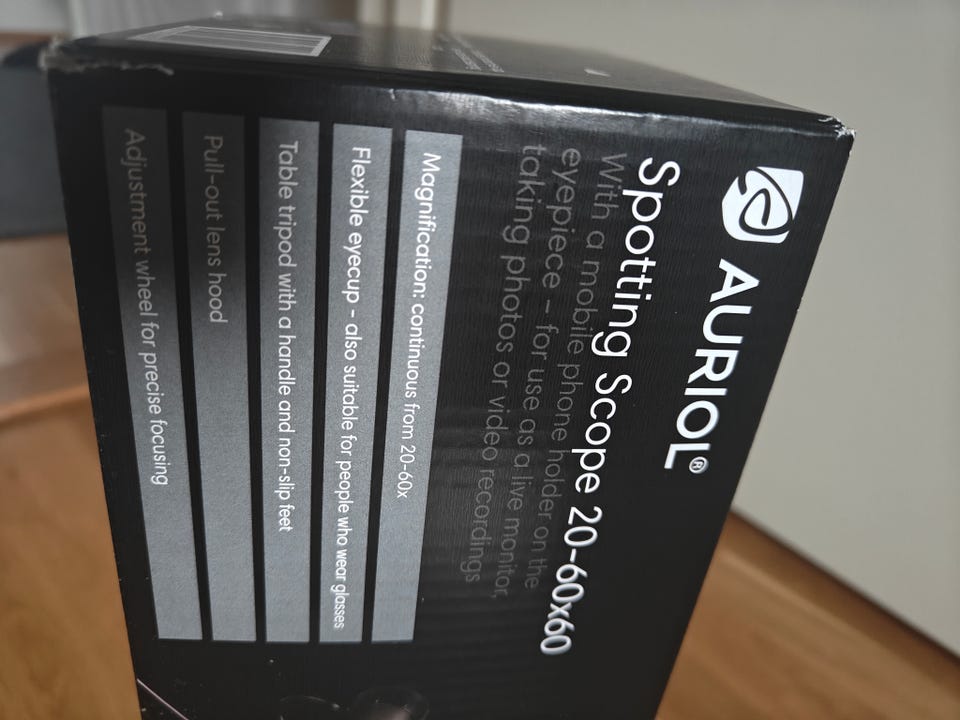 AURIOL®
Spotting Scope 20-60x60
With a mobile phone holder on the
eyepiece – for use as a live monitor,
taking photos or video recordings
Magnification: continuous from 20-60x
Flexible eyecup - also suitable for people who wear glasses
Table tripod with a handle and non-slip feet
Pull-out lens hood
Adjustment wheel for precise focusing